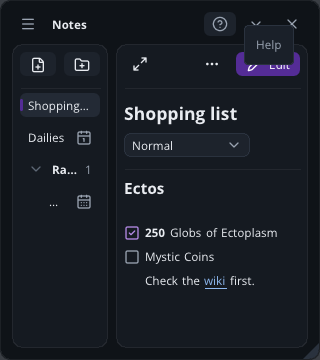 Notes
Help
Edit
Shopping...
Dailies
Ra... 1
...
Shopping list
Normal
Ectos
250 Globs of Ectoplasm
Mystic Coins
Check the wiki first.